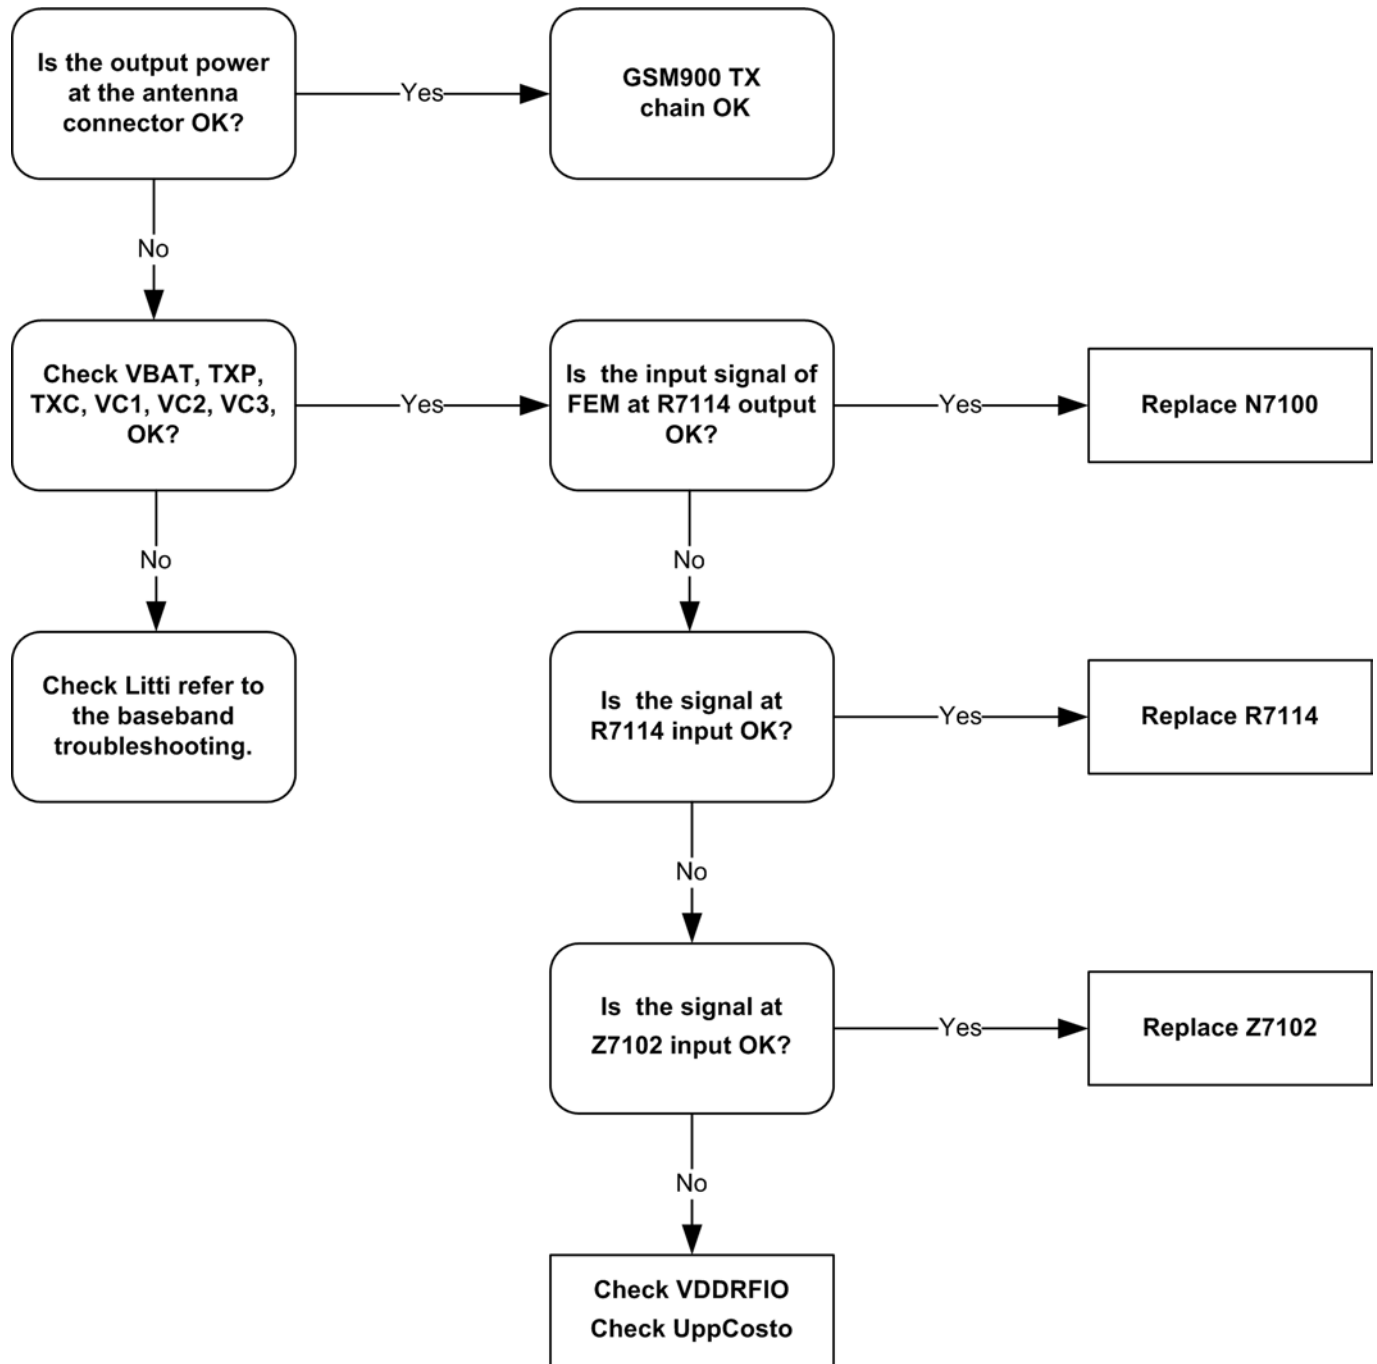 Is the output power
at the antenna
connector OK?
Yes
GSM900 TX
chain OK
No
Check VBAT, TXP,
TXC, VC1, VC2, VC3,
OK?
Yes
Is the input signal of
FEM at R7114 output
OK?
Yes
Replace N7100
No
No
Check Litti refer to
the baseband
troubleshooting.
Is the signal at
R7114 input OK?
Yes
Replace R7114
No
Is the signal at
Z7102 input OK?
Yes
Replace Z7102
No
Check VDDRFIO
Check UppCosto